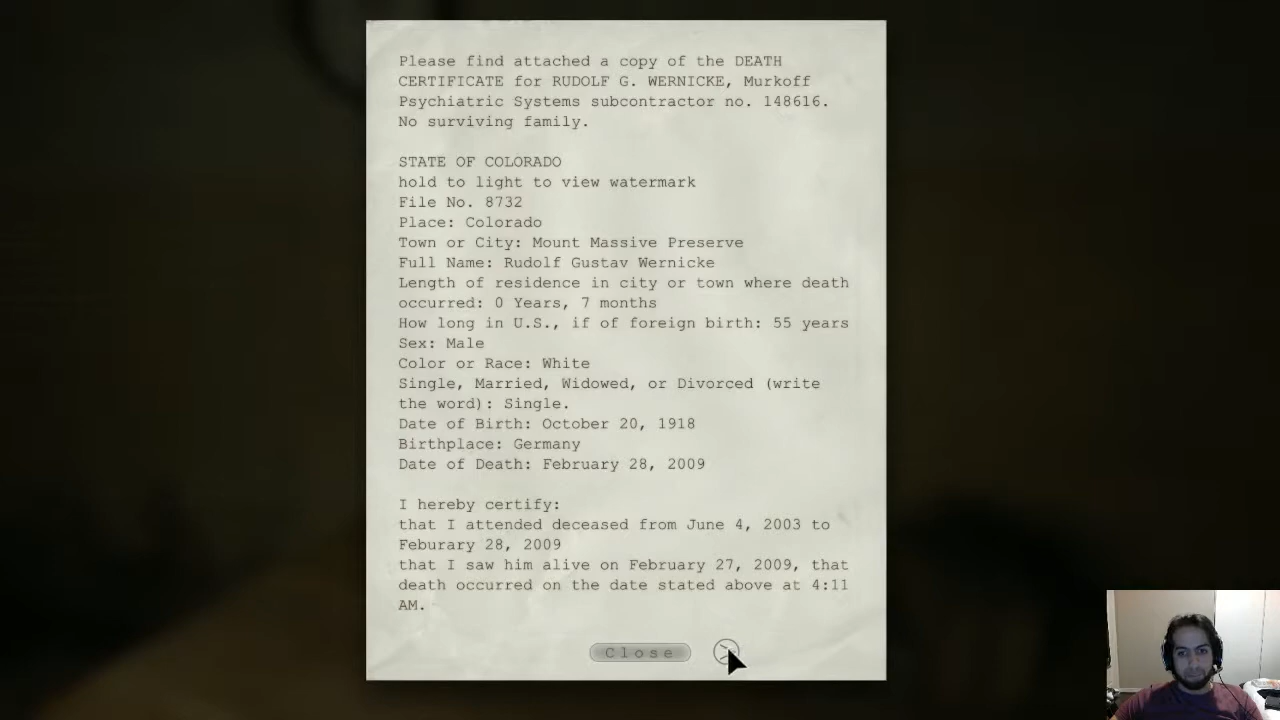 Please find attached a copy of the DEATH
CERTIFICATE for RUDOLF G. WERNICKE, Murkoff
Psychiatric Systems subcontractor no. 148616.
No surviving family.
STATE OF COLORADO
hold to light to view watermark
File No. 8732
Place: Colorado
Town or City: Mount Massive Preserve
Full Name: Rudolf Gustav Wernicke
Length of residence in city or town where death
occurred: 0 Years, 7 months
How long in U.S., if of foreign birth: 55 years
Sex: Male
Color or Race: White
Single, Married, Widowed, or Divorced (write
the word): Single.
Date of Birth: October 20, 1918
Birthplace: Germany
Date of Death: February 28, 2009
I hereby certify:
that I attended deceased from June 4, 2003 to
Feburary 28, 2009
that I saw him alive on February 27, 2009, that
death occurred on the date stated above at 4:11
AM.
Close